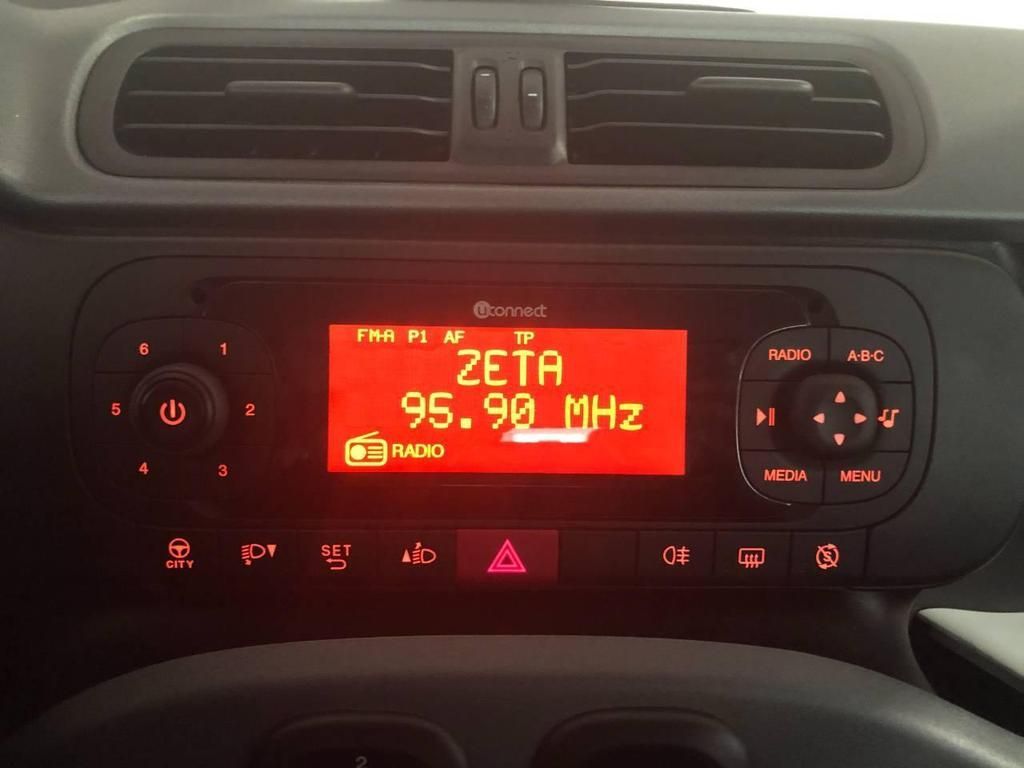 uconnect
FM-A P1 AF TP
ZETA
95.90 MHz
RADIO
6 1
5 2
4 3
RADIO A·B·C
MEDIA MENU
CITY
SET
2